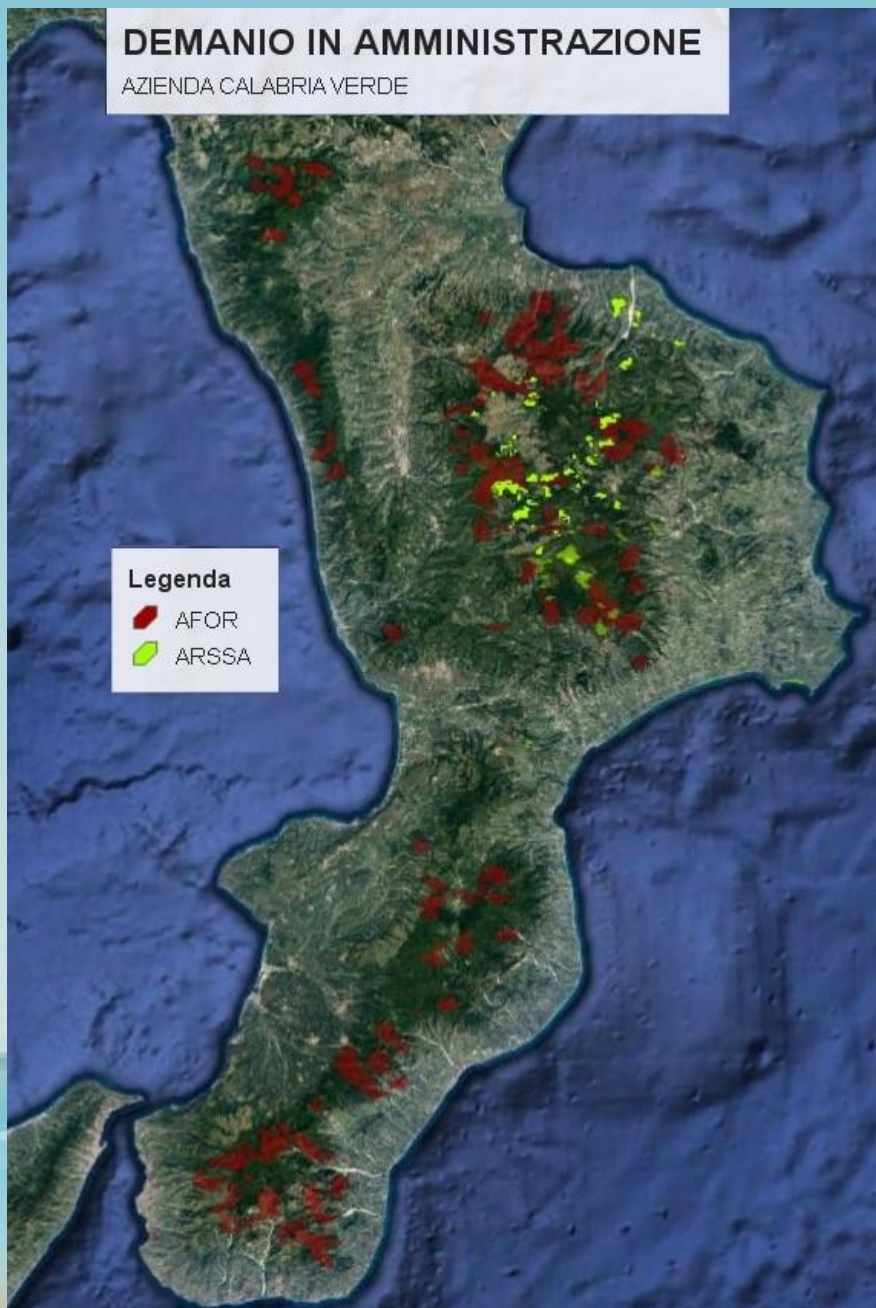 DEMANIO IN AMMINISTRAZIONE
AZIENDA CALABRIA VERDE
Legenda
AFOR
ARSSA